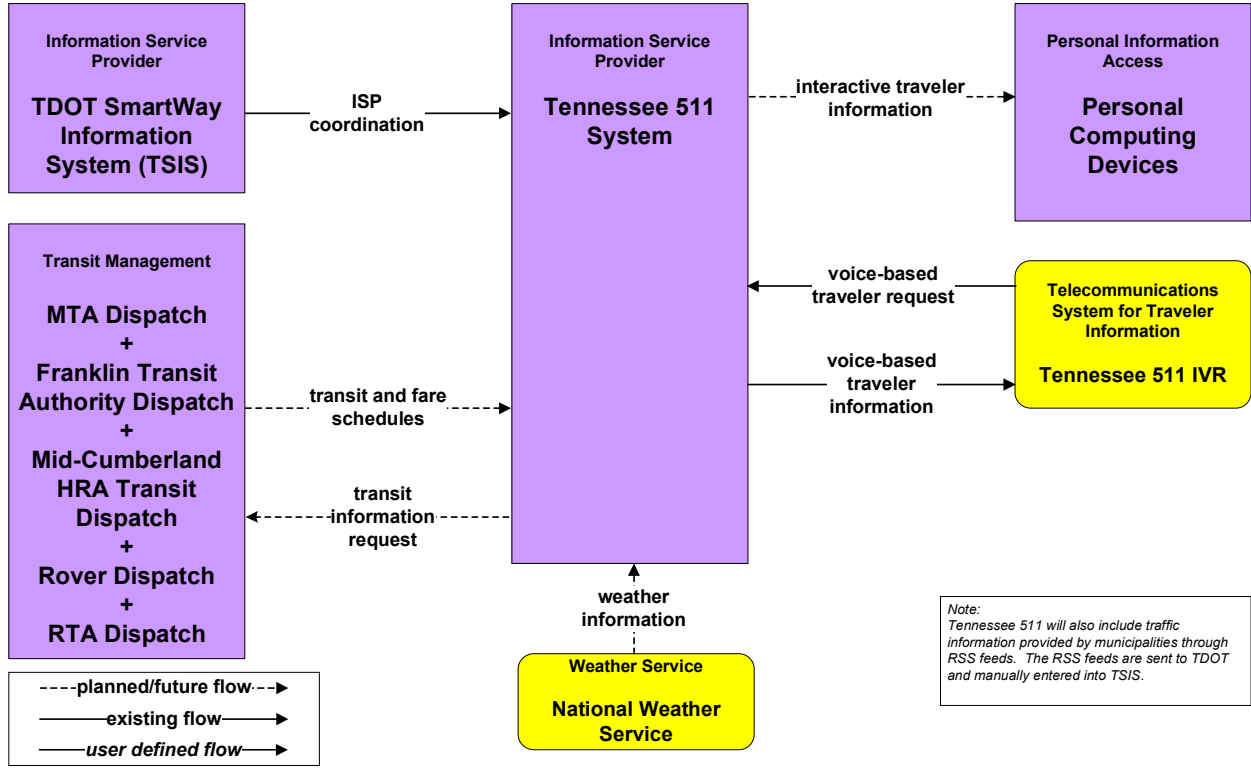 Information Service
Provider
TDOT SmartWay
Information
System (TSIS)
ISP
coordination
Information Service
Provider
Tennessee 511
System
interactive traveler
information
Personal Information
Access
Personal
Computing
Devices
Transit Management
MTA Dispatch
+
Franklin Transit
Authority Dispatch
+
Mid-Cumberland
HRA Transit
Dispatch
+
Rover Dispatch
+
RTA Dispatch
transit and fare
schedules
transit
information
request
voice-based
traveler request
voice-based
traveler
information
Telecommunications
System for Traveler
Information
Tennessee 511 IVR
weather
information
Weather Service
National Weather
Service
Note:
Tennessee 511 will also include traffic
information provided by municipalities through
RSS feeds.  The RSS feeds are sent to TDOT
and manually entered into TSIS.
planned/future flow
existing flow
user defined flow